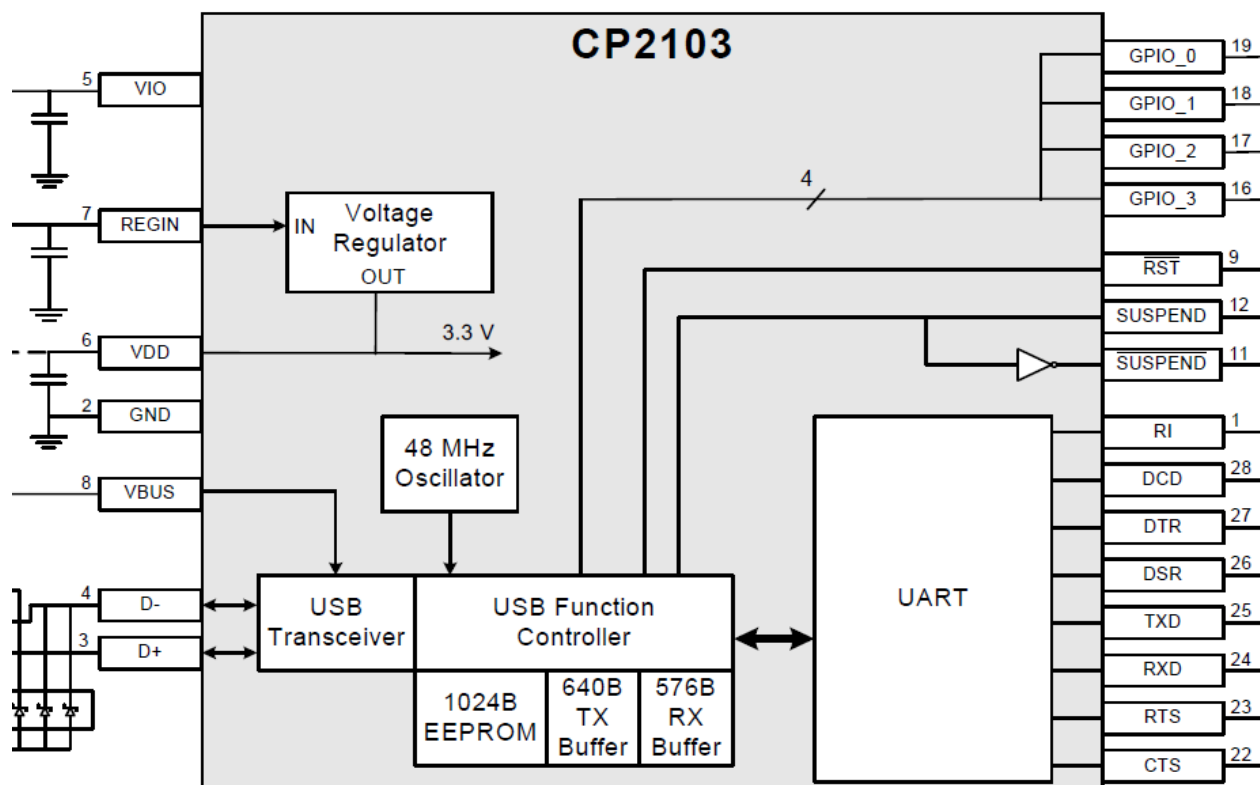 CP2103
5
VIO
7
REGIN
6
VDD
2
GND
8
VBUS
4
D-
3
D+
IN
Voltage
Regulator
OUT
3.3 V
48 MHz
Oscillator
USB
Transceiver
USB Function
Controller
1024B
EEPROM
640B
TX
Buffer
576B
RX
Buffer
UART
4
GPIO_0
19
GPIO_1
18
GPIO_2
17
GPIO_3
16
RST
9
SUSPEND
12
SUSPEND
11
RI
1
DCD
28
DTR
27
DSR
26
TXD
25
RXD
24
RTS
23
CTS
22